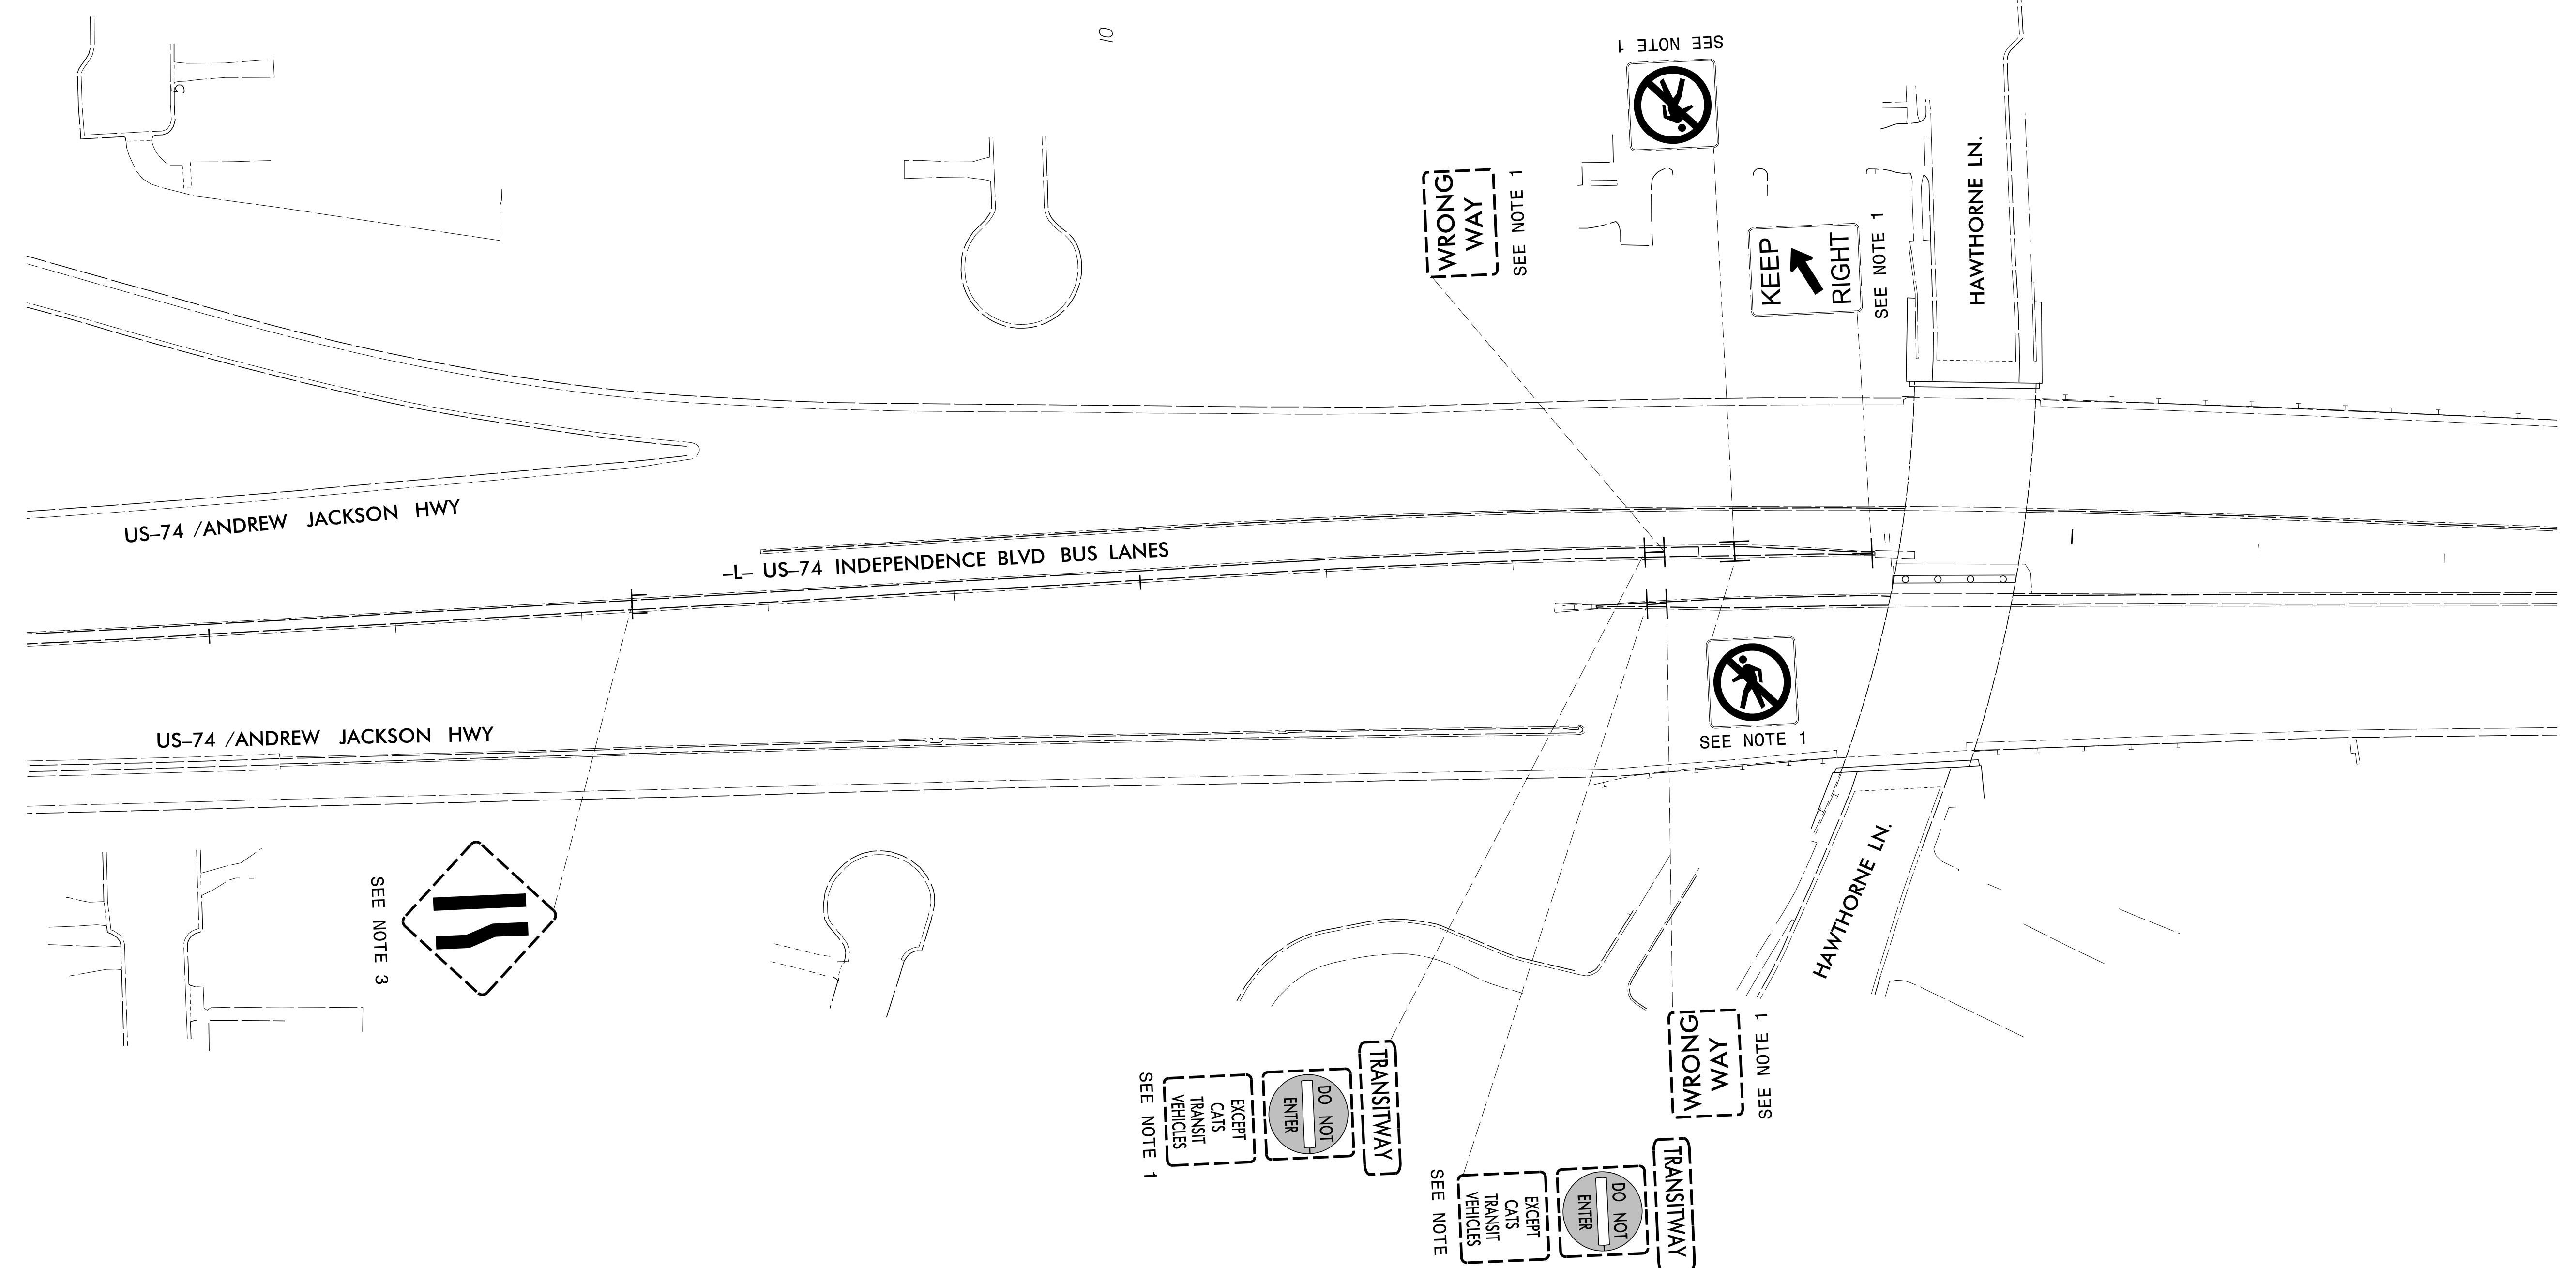 10
SEE NOTE 1
5
WRONG
WAY
SEE NOTE 1
KEEP
RIGHT
SEE NOTE 1
HAWTHORNE LN.
US-74 /ANDREW JACKSON HWY
-L- US-74 INDEPENDENCE BLVD BUS LANES
US-74 /ANDREW JACKSON HWY
SEE NOTE 1
SEE NOTE 3
HAWTHORNE LN.
WRONG
WAY
SEE NOTE 1
TRANSITWAY
DO NOT
ENTER
EXCEPT
CATS
TRANSIT
VEHICLES
SEE NOTE 1
TRANSITWAY
DO NOT
ENTER
EXCEPT
CATS
TRANSIT
VEHICLES
SEE NOTE